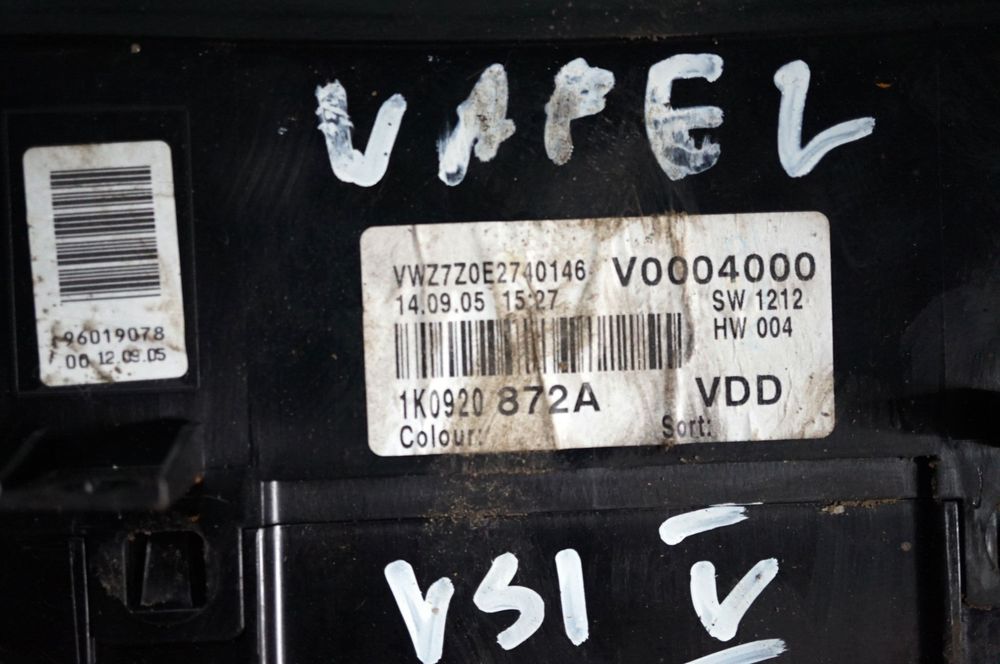 VAPEL
VWZ7Z0E2740146 V0004000
14.09.05 15:27 SW 1212
HW 004
1K0920 872A VDD
Colour: Sort:
96019078
00 12.09.05
VSI V